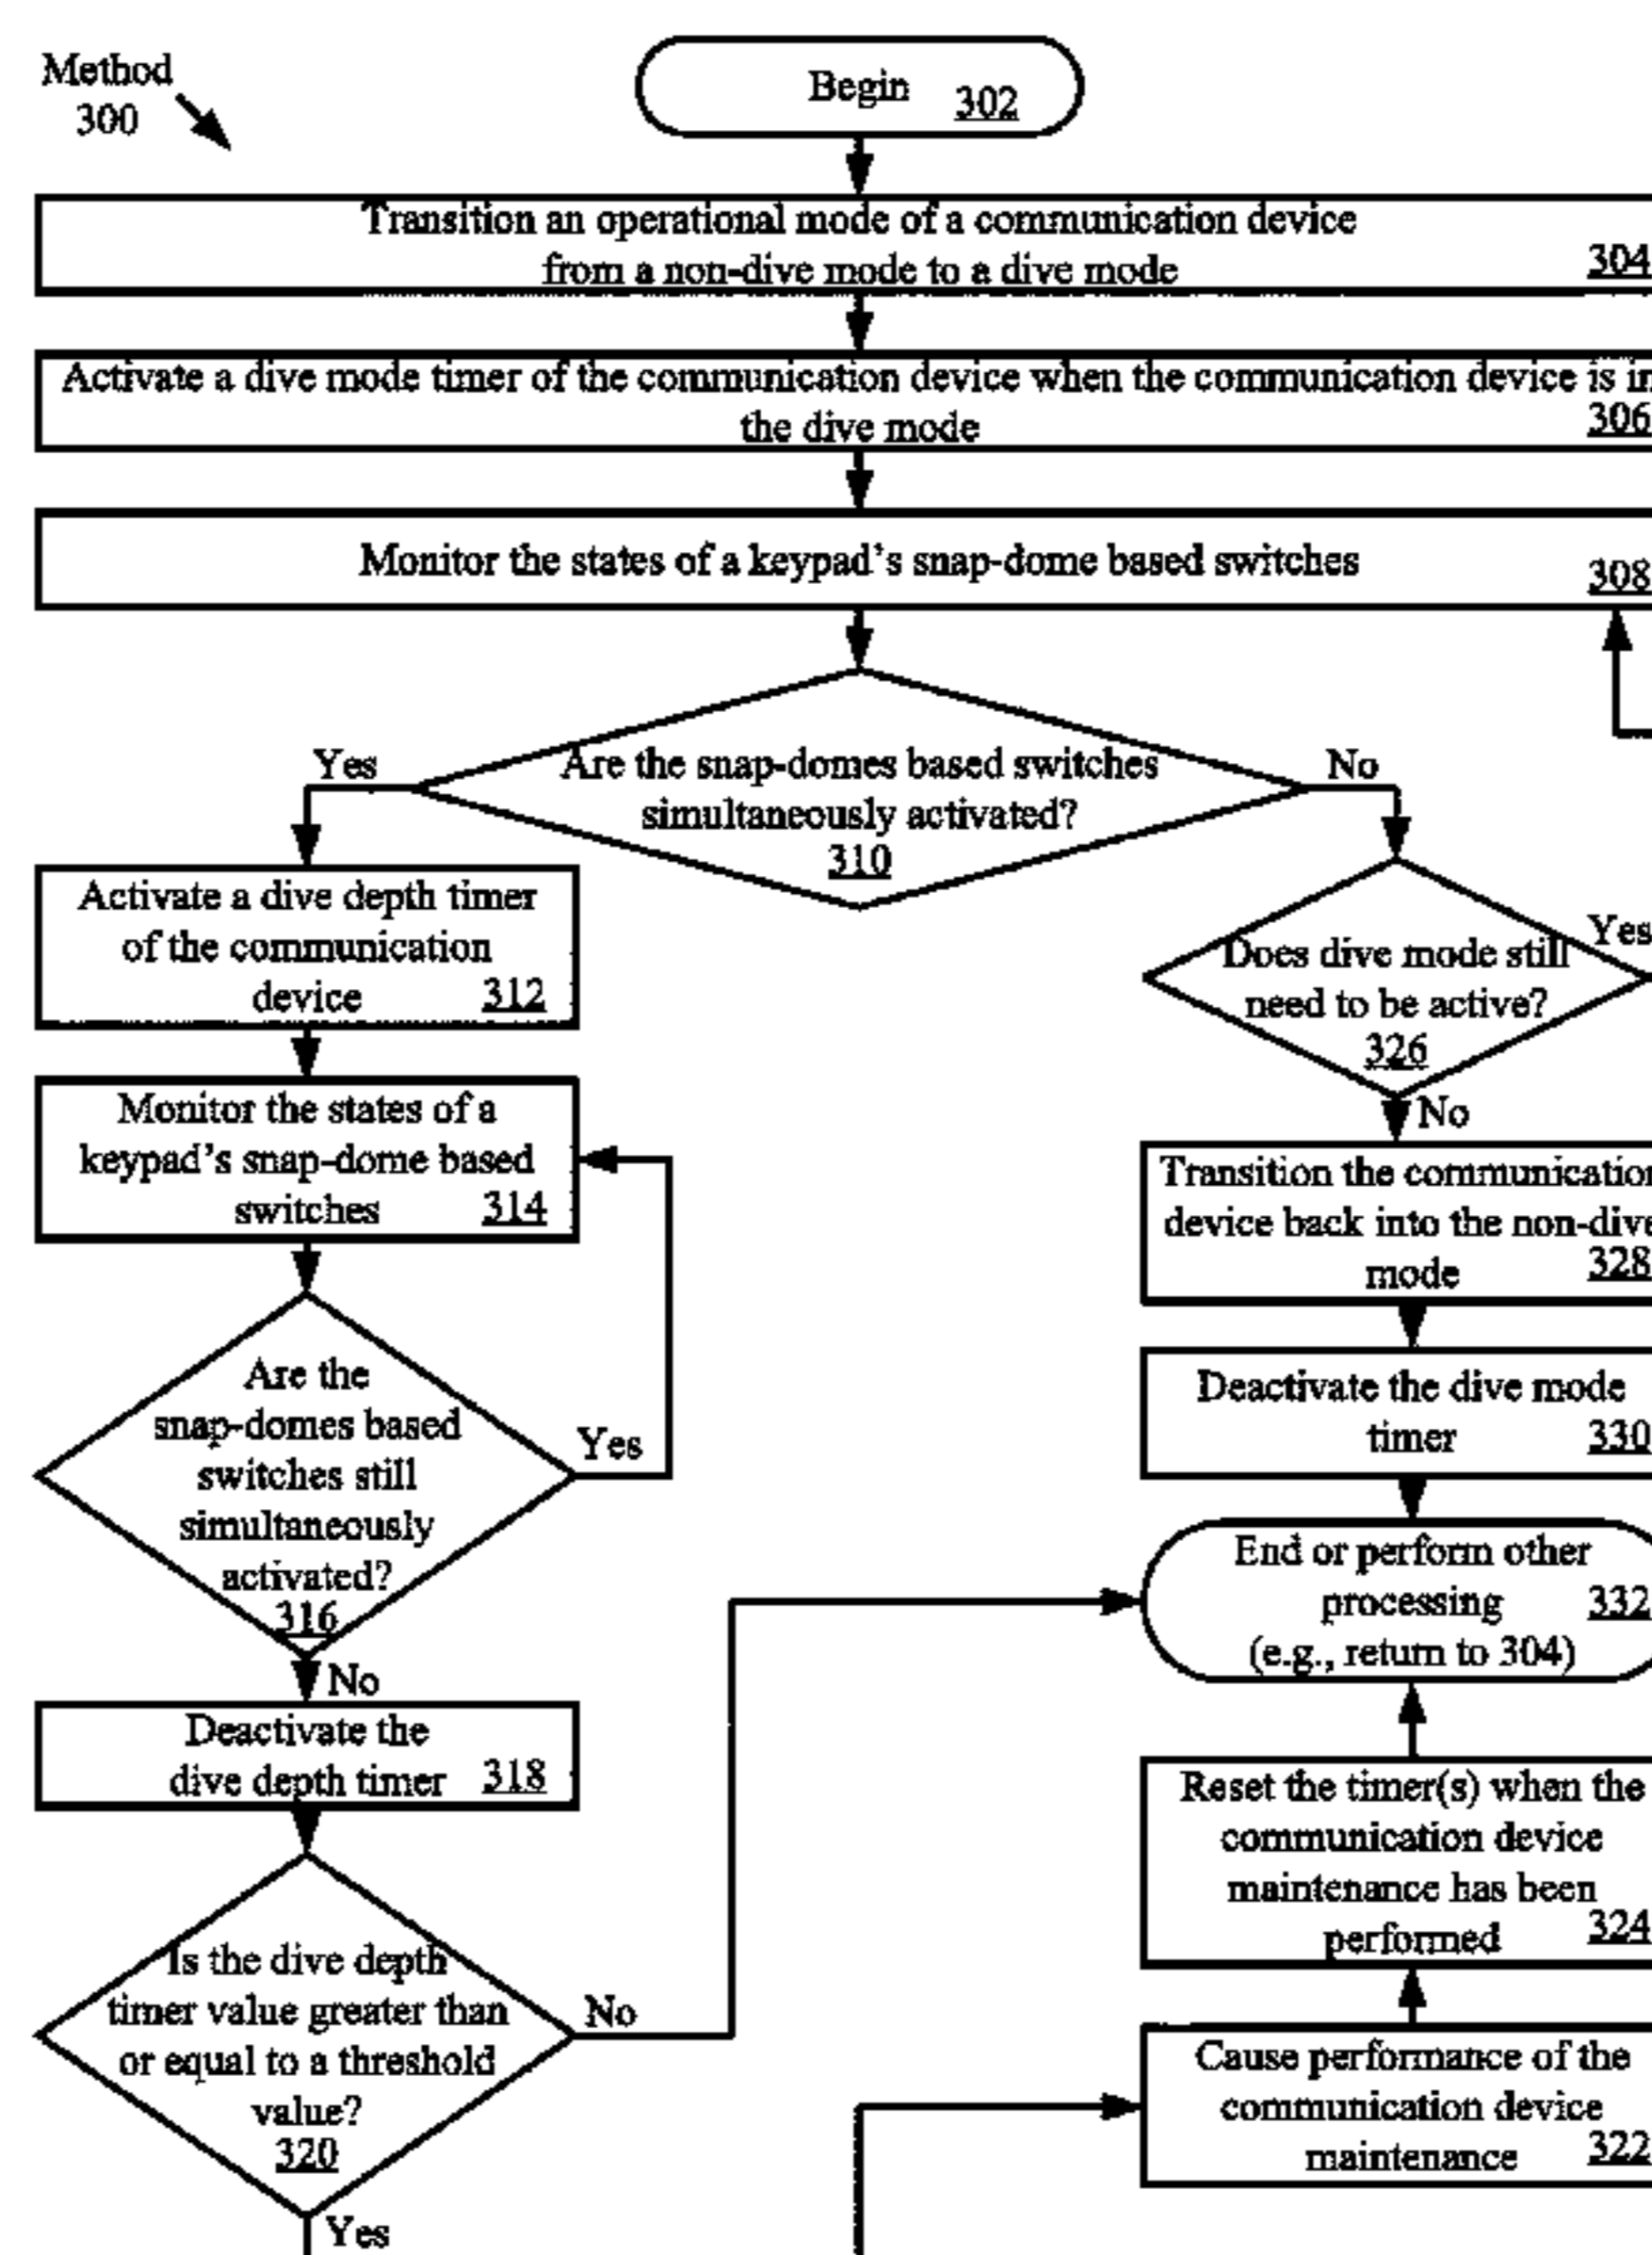 Method
300
Begin 302
Transition an operational mode of a communication device
from a non-dive mode to a dive mode 304
Activate a dive mode timer of the communication device when the communication device is in
the dive mode 306
Monitor the states of a keypad's snap-dome based switches 308
Yes
Are the snap-domes based switches
simultaneously activated?
310
No
Activate a dive depth timer
of the communication
device 312
Does dive mode still
need to be active?
326
Yes
No
Monitor the states of a
keypad's snap-dome based
switches 314
Transition the communication
device back into the non-dive
mode 328
Are the
snap-domes based
switches still
simultaneously
activated?
316
Yes
No
Deactivate the dive mode
timer 330
End or perform other
processing 332
(e.g., return to 304)
Deactivate the
dive depth timer 318
Reset the timer(s) when the
communication device
maintenance has been
performed 324
Is the dive depth
timer value greater than
or equal to a threshold
value?
320
No
Yes
Cause performance of the
communication device
maintenance 322